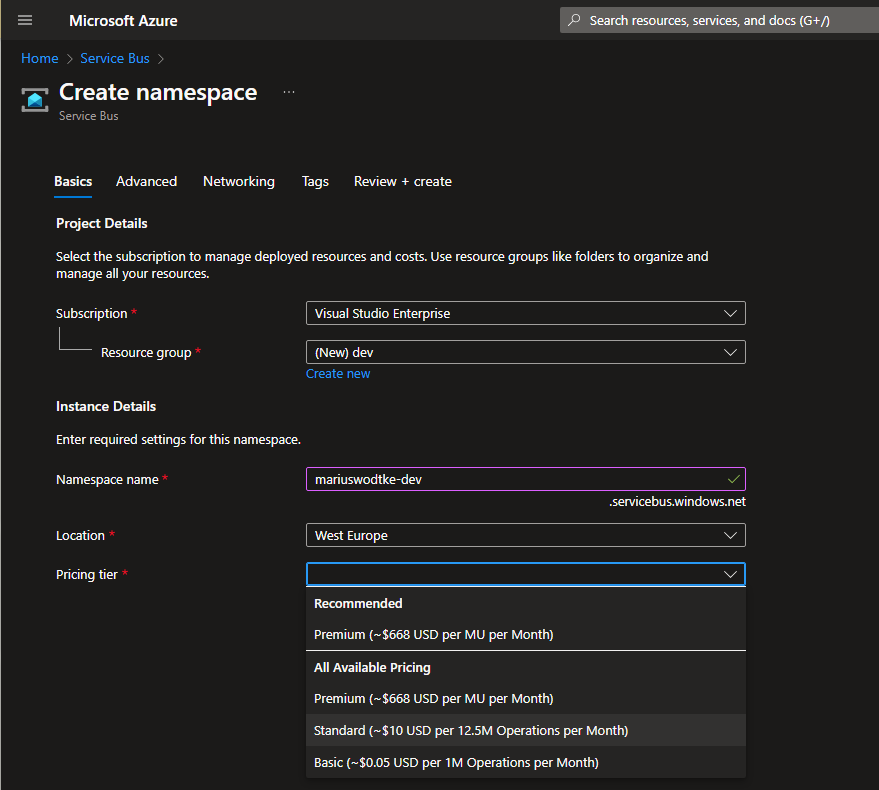 Microsoft Azure
Search resources, services, and docs (G+/)
Home > Service Bus >
Create namespace ...
Service Bus
Basics Advanced Networking Tags Review + create
Project Details
Select the subscription to manage deployed resources and costs. Use resource groups like folders to organize and
manage all your resources.
Subscription * Visual Studio Enterprise
Resource group * (New) dev
Create new
Instance Details
Enter required settings for this namespace.
Namespace name * mariuswodtke-dev
.servicebus.windows.net
Location * West Europe
Pricing tier *
Recommended
Premium (~$668 USD per MU per Month)
All Available Pricing
Premium (~$668 USD per MU per Month)
Standard (~$10 USD per 12.5M Operations per Month)
Basic (~$0.05 USD per 1M Operations per Month)